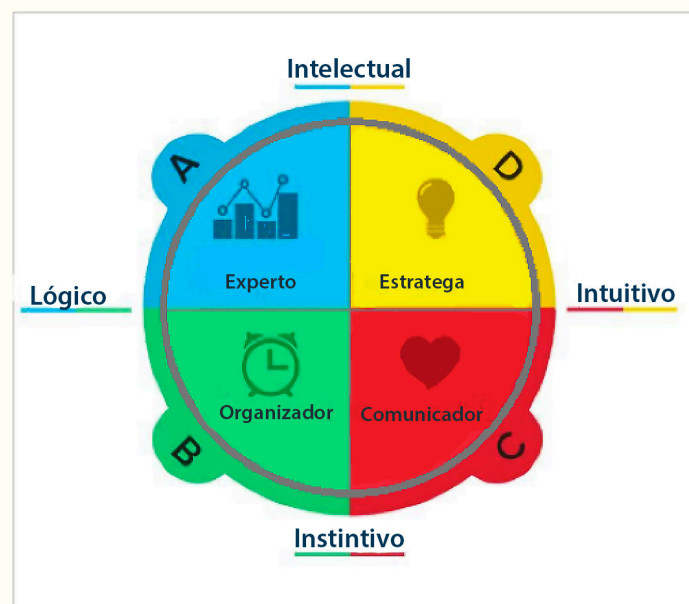 Intelectual
A
D
Experto
Estratega
Lógico
Intuitivo
Organizador
Comunicador
B
C
Instintivo